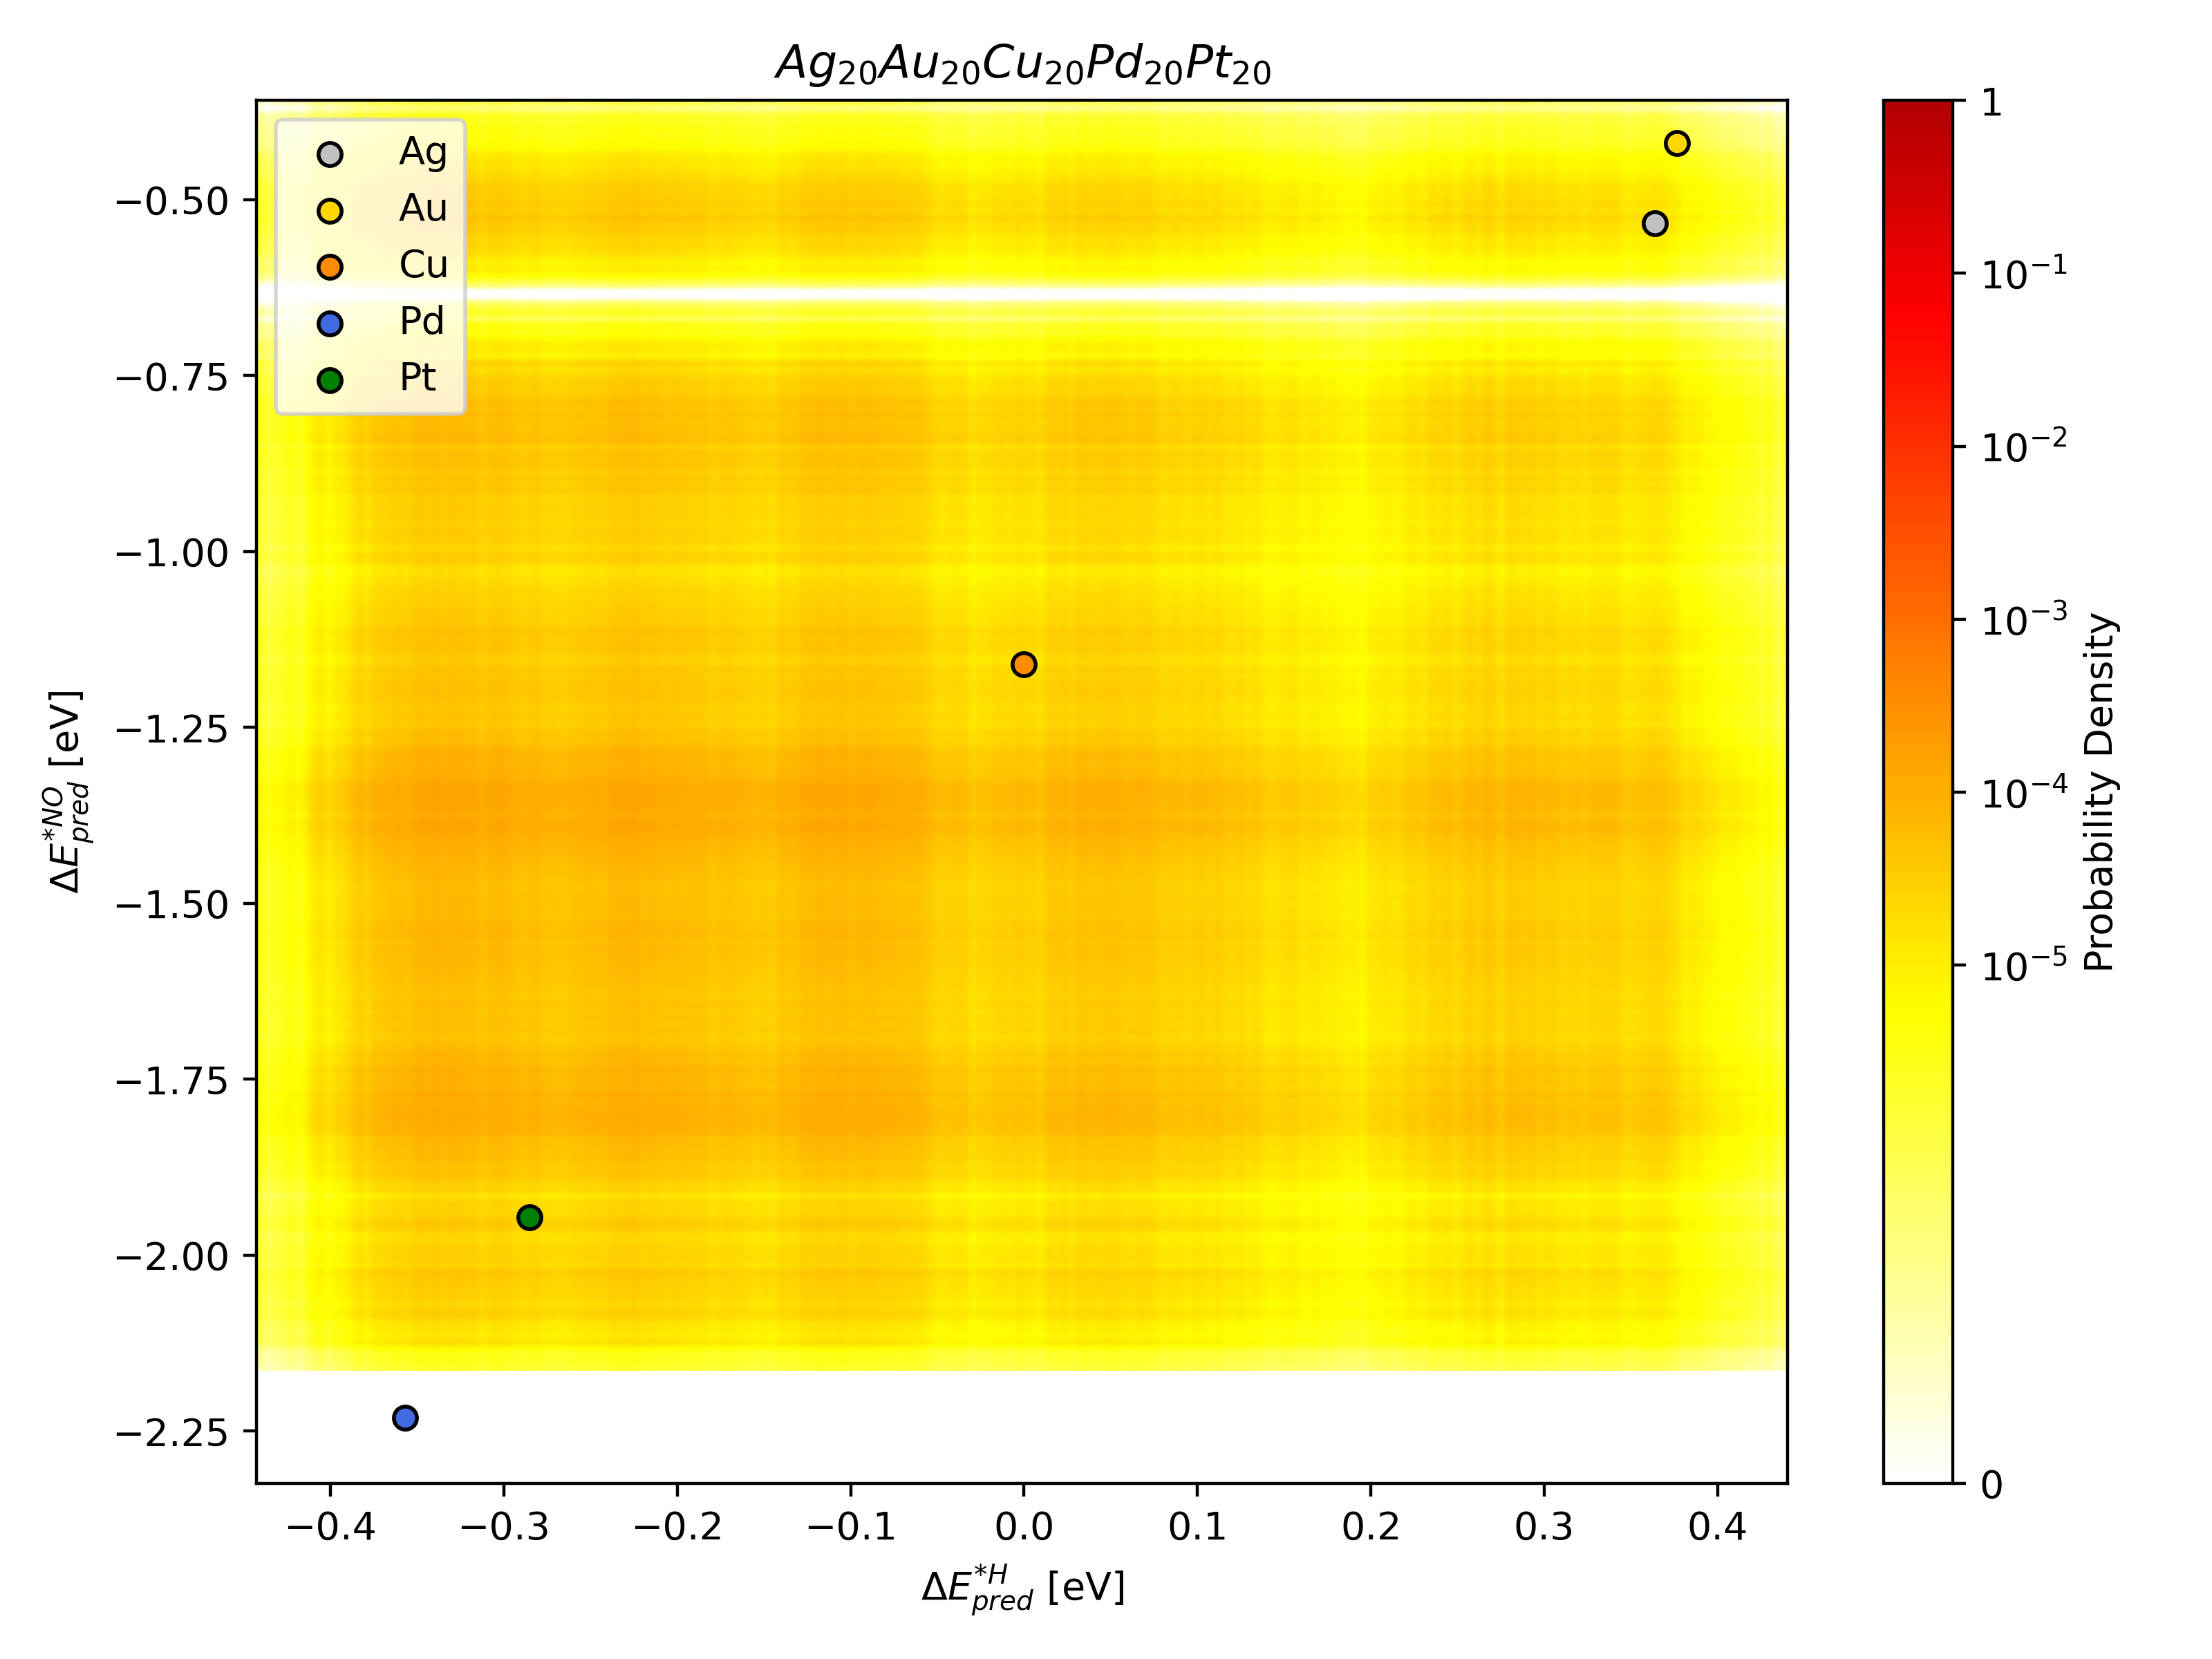 Ag₂₀Au₂₀Cu₂₀Pd₂₀Pt₂₀
Ag
Au
Cu
Pd
Pt
−0.50
−0.75
−1.00
−1.25
−1.50
−1.75
−2.00
−2.25
ΔE*NO pred [eV]
−0.4 −0.3 −0.2 −0.1 0.0 0.1 0.2 0.3 0.4
ΔE*H pred [eV]
1
10⁻¹
10⁻²
10⁻³
10⁻⁴
10⁻⁵
0
Probability Density